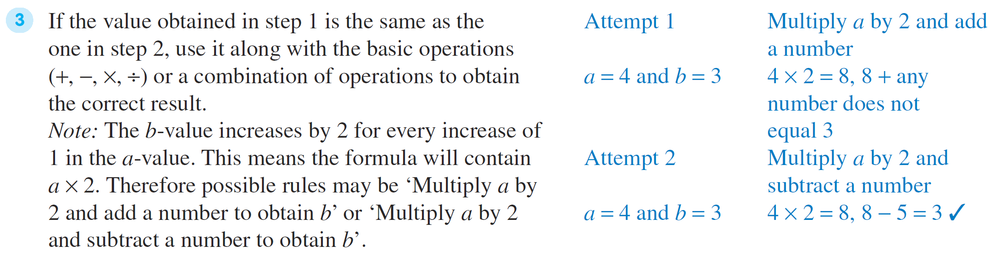 3 If the value obtained in step 1 is the same as the
one in step 2, use it along with the basic operations
(+, −, ×, ÷) or a combination of operations to obtain
the correct result.
Note: The b-value increases by 2 for every increase of
1 in the a-value. This means the formula will contain
a × 2. Therefore possible rules may be ‘Multiply a by
2 and add a number to obtain b’ or ‘Multiply a by 2
and subtract a number to obtain b’.
Attempt 1
a = 4 and b = 3
Attempt 2
a = 4 and b = 3
Multiply a by 2 and add
a number
4 × 2 = 8, 8 + any
number does not
equal 3
Multiply a by 2 and
subtract a number
4 × 2 = 8, 8 − 5 = 3 ✓